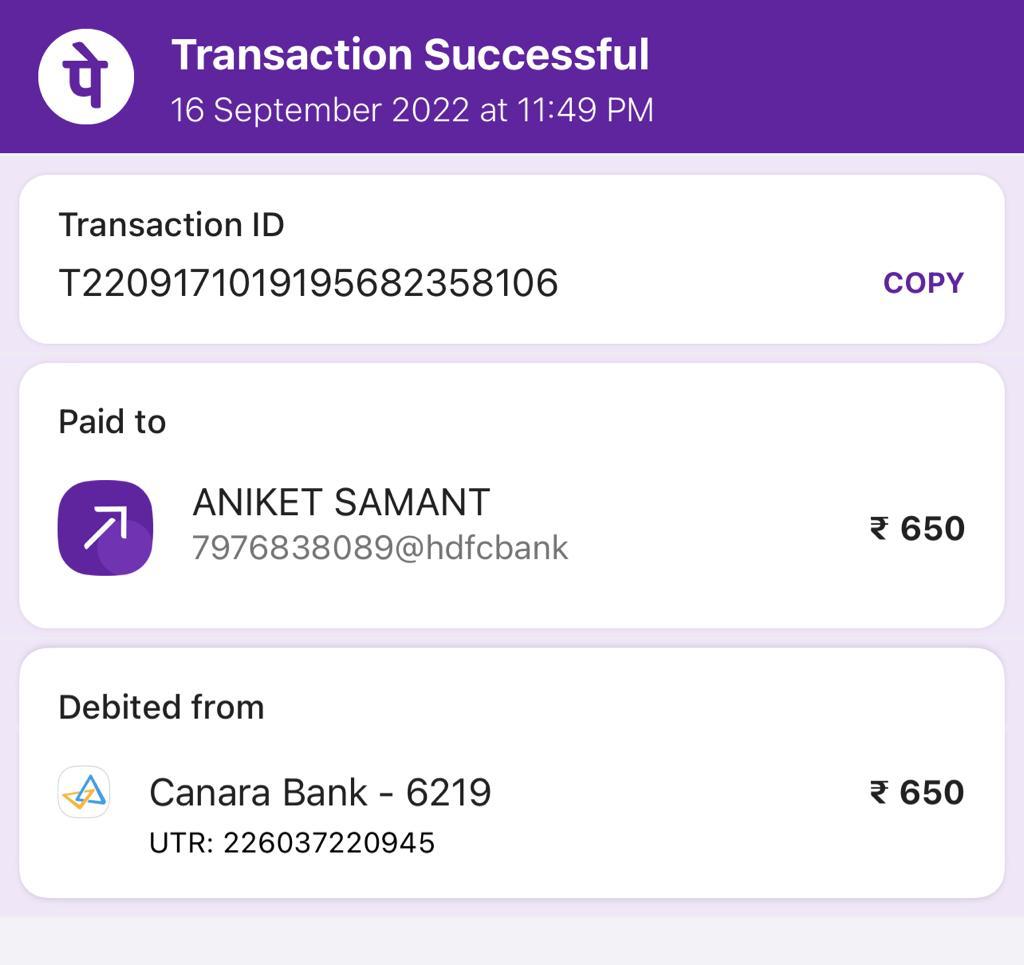 पे
Transaction Successful
16 September 2022 at 11:49 PM
Transaction ID
T2209171019195682358106
COPY
Paid to
ANIKET SAMANT
7976838089@hdfcbank
₹ 650
Debited from
Canara Bank - 6219
₹ 650
UTR: 226037220945